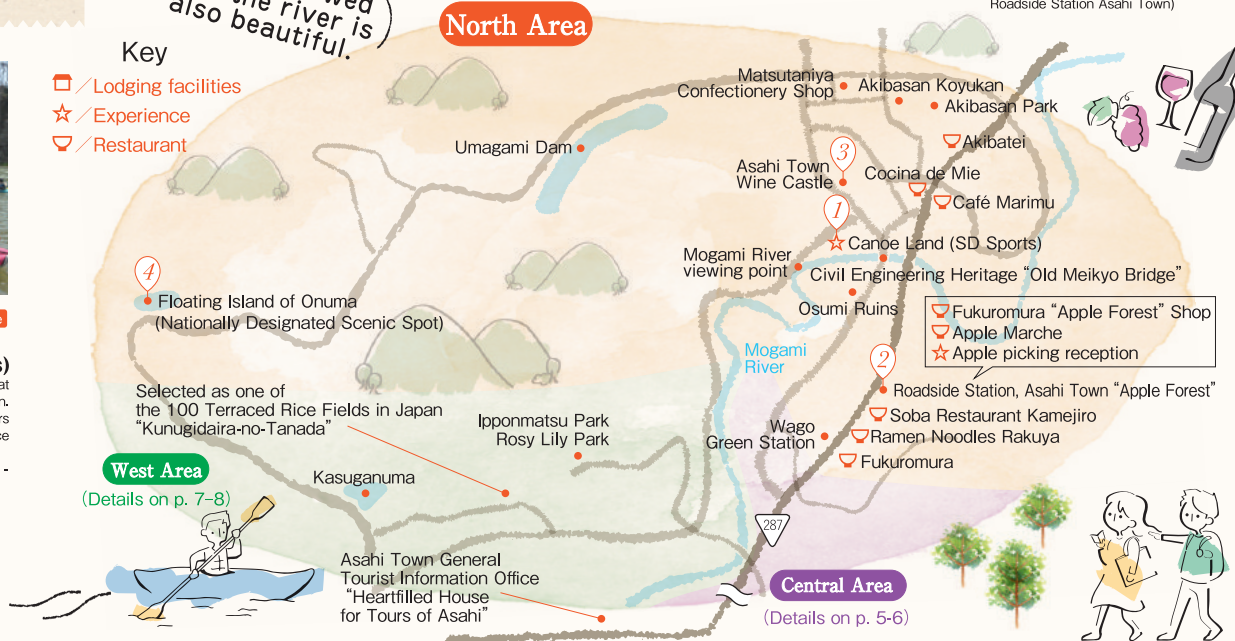 wed
the river is
also beautiful.
Roadside Station Asahi Town)
North Area
Key
／Lodging facilities
／Experience
／Restaurant
Matsutaniya
Confectionery Shop
Akibasan Koyukan
Akibasan Park
Umagami Dam
Akibatei
3
Asahi Town
Wine Castle
Cocina de Mie
Café Marimu
1
Canoe Land (SD Sports)
Mogami River
viewing point
Civil Engineering Heritage “Old Meikyo Bridge”
4
Floating Island of Onuma
(Nationally Designated Scenic Spot)
Osumi Ruins
Fukuromura “Apple Forest” Shop
Apple Marche
Apple picking reception
Mogami
River
2
Roadside Station, Asahi Town “Apple Forest”
Selected as one of
the 100 Terraced Rice Fields in Japan
“Kunugidaira-no-Tanada”
Ipponmatsu Park
Rosy Lily Park
Wago
Green Station
Soba Restaurant Kamejiro
Ramen Noodles Rakuya
Fukuromura
West Area
(Details on p. 7-8)
Kasuganuma
287
Asahi Town General
Tourist Information Office
“Heartfilled House
for Tours of Asahi”
Central Area
(Details on p. 5-6)